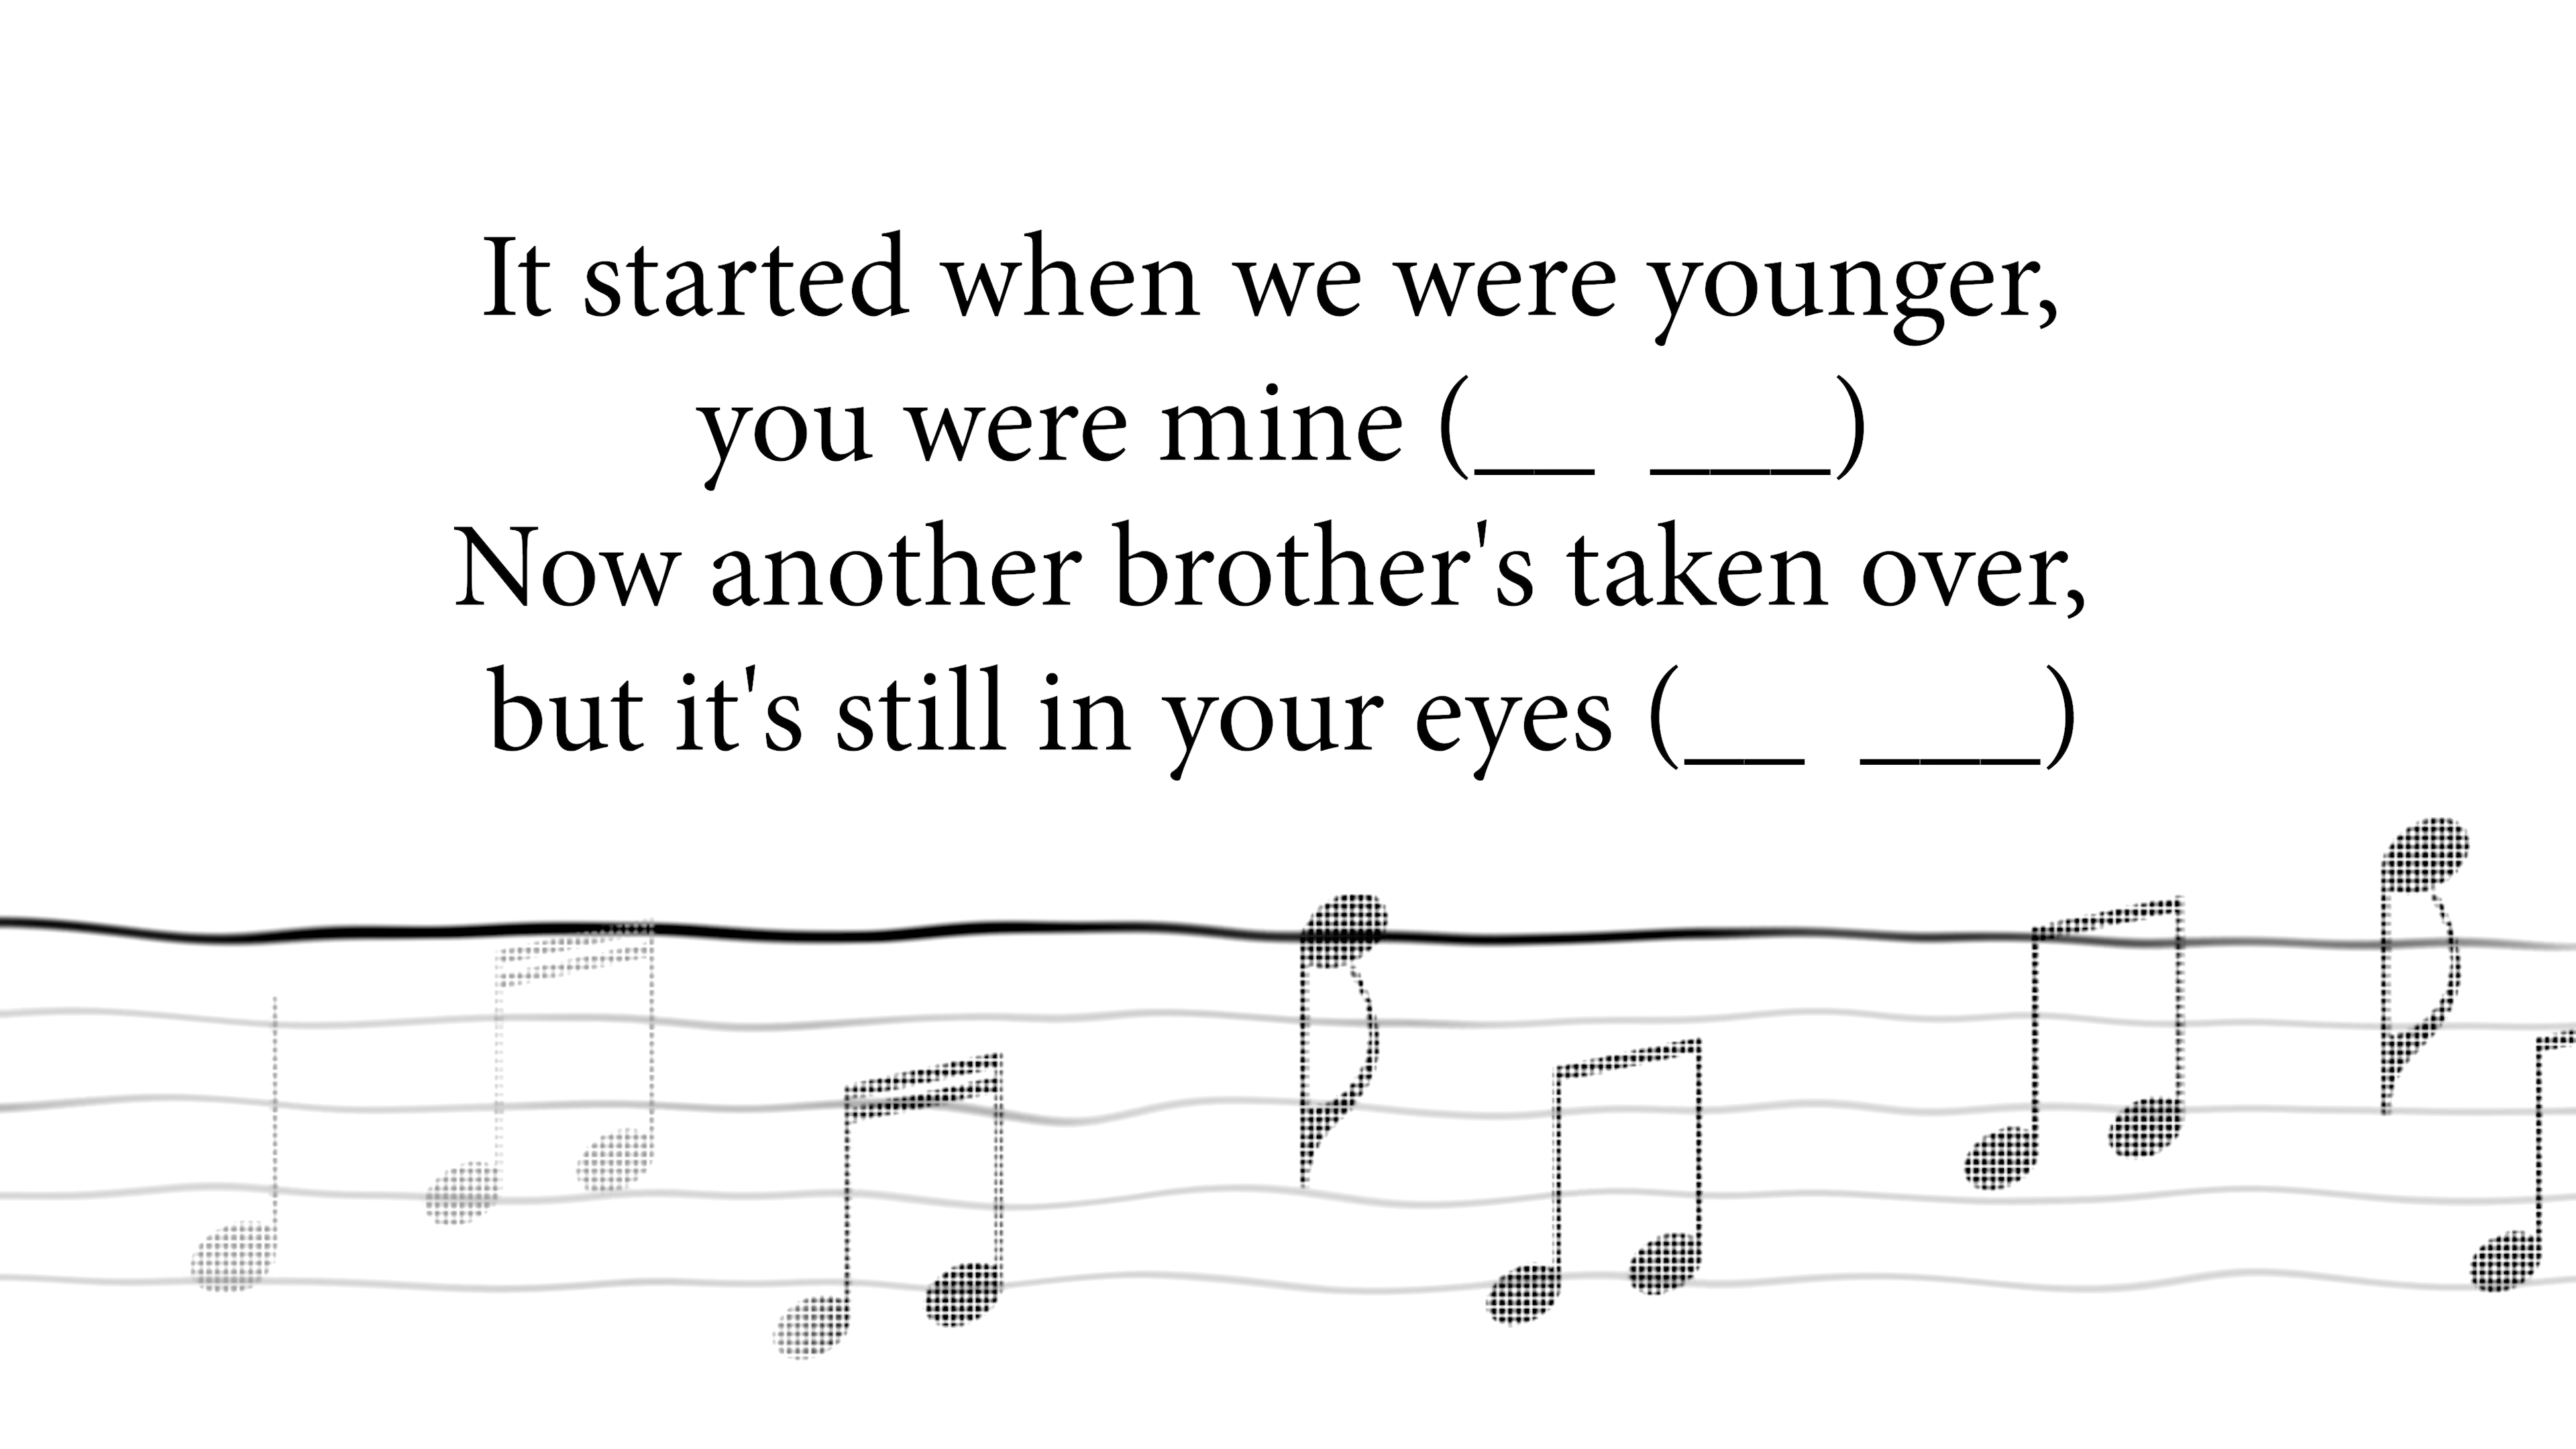 It started when we were younger,
you were mine (__ ___)
Now another brother's taken over,
but it's still in your eyes (__ ___)